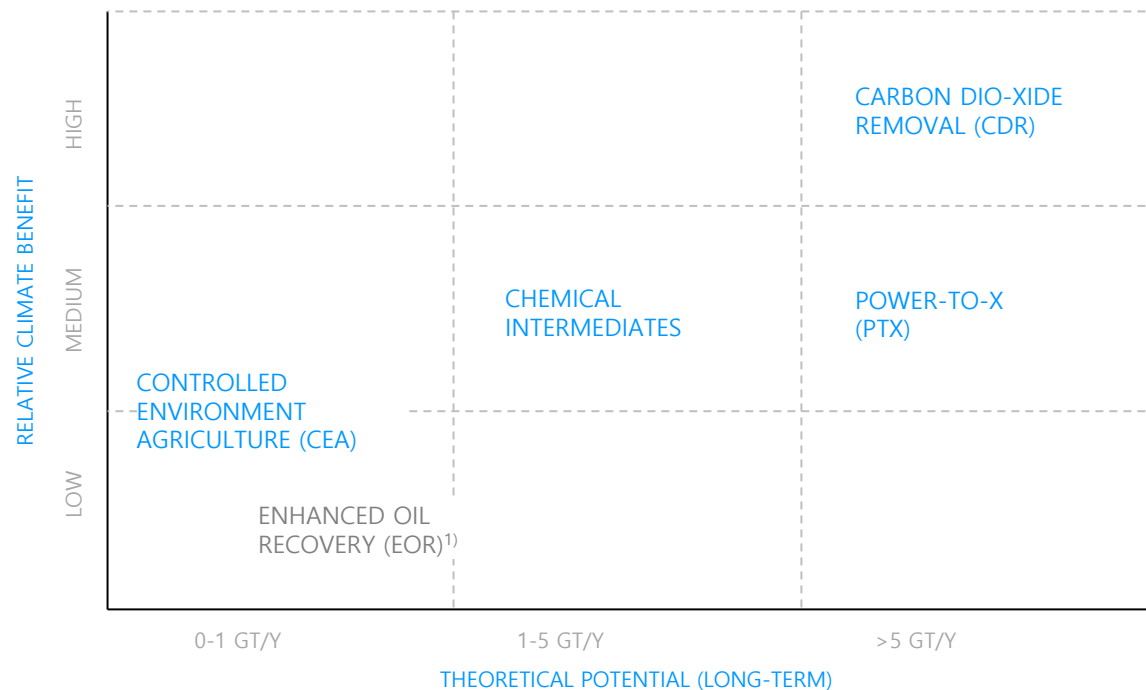 RELATIVE CLIMATE BENEFIT
HIGH
MEDIUM
LOW
CARBON DIO-XIDE
REMOVAL (CDR)
CHEMICAL
INTERMEDIATES
POWER-TO-X
(PTX)
CONTROLLED
ENVIRONMENT
AGRICULTURE (CEA)
ENHANCED OIL
RECOVERY (EOR)¹⁾
0-1 GT/Y
1-5 GT/Y
>5 GT/Y
THEORETICAL POTENTIAL (LONG-TERM)